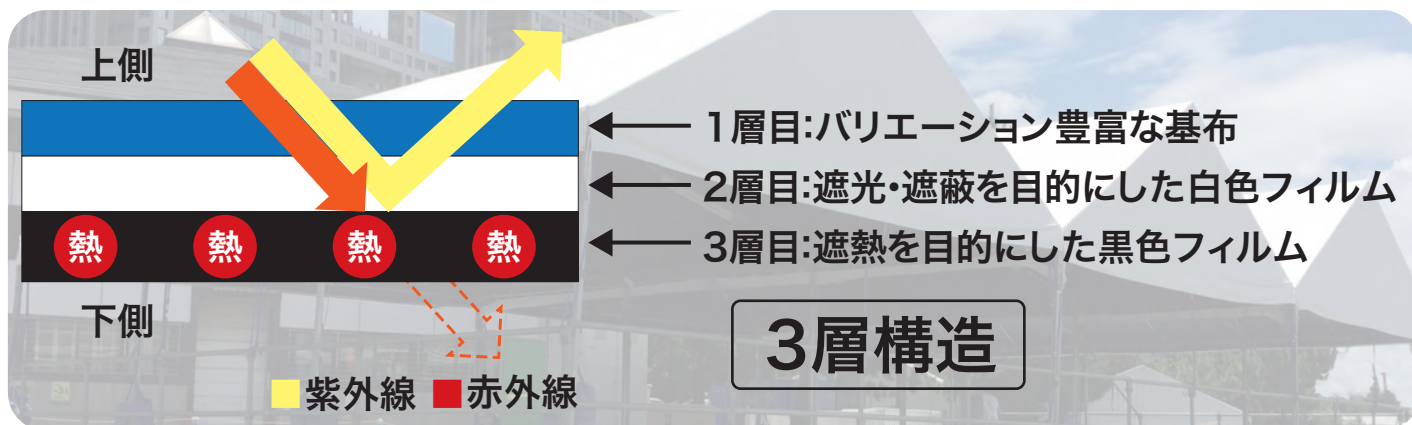 上側
1層目:バリエーション豊富な基布
2層目:遮光・遮蔽を目的にした白色フィルム
熱 熱 熱 熱
3層目:遮熱を目的にした黒色フィルム
下側
3層構造
紫外線 赤外線